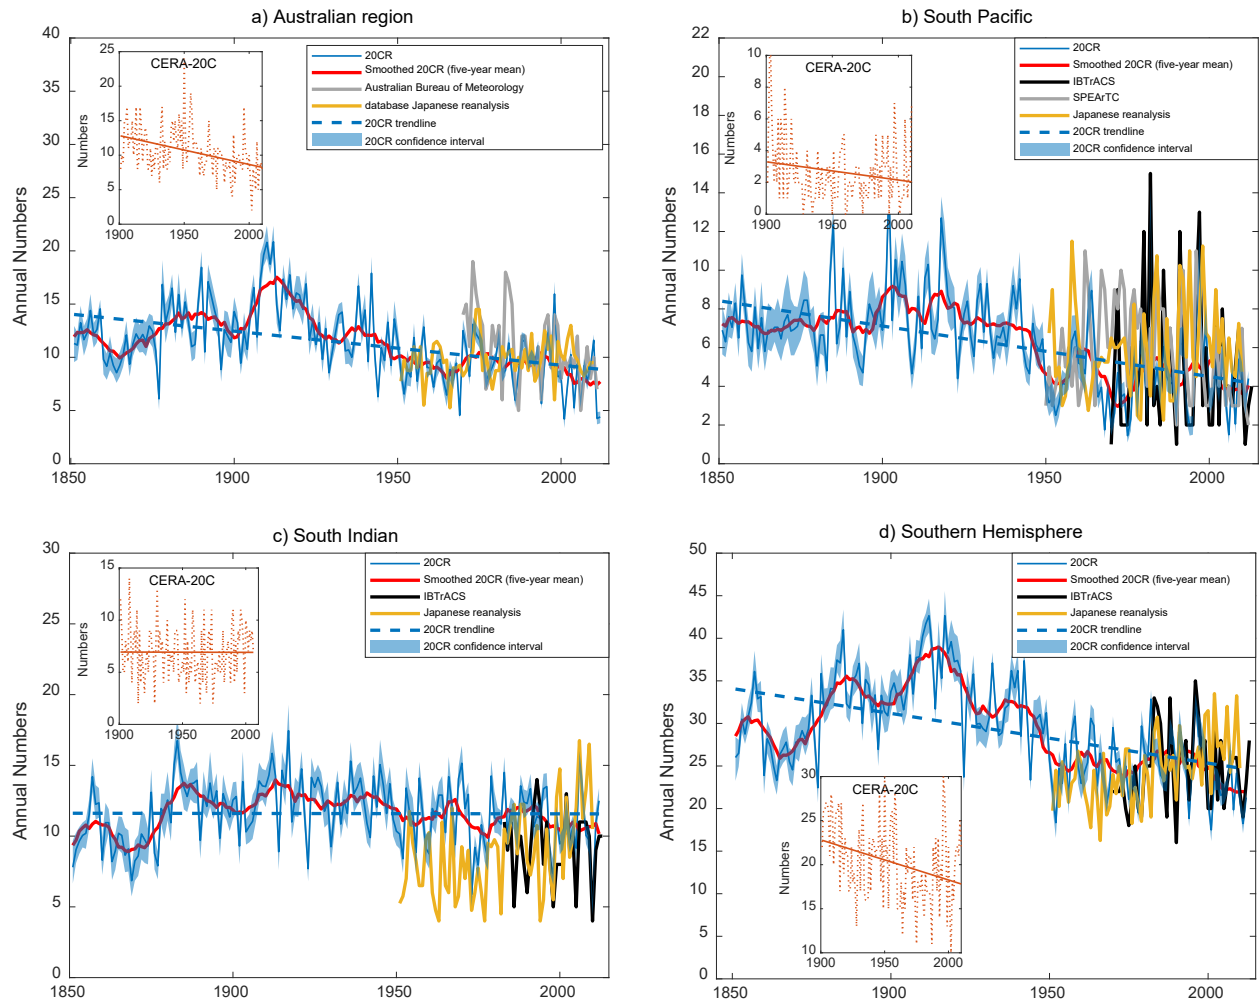 a) Australian region
40
35
30
25
20
15
10
5
0
Annual Numbers
1850
1900
1950
2000
CERA-20C
25
20
15
10
5
0
Numbers
1900
1950
2000
20CR
Smoothed 20CR (five-year mean)
Australian Bureau of Meteorology
database Japanese reanalysis
20CR trendline
20CR confidence interval
b) South Pacific
22
20
18
16
14
12
10
8
6
4
2
0
Annual Numbers
1850
1900
1950
2000
CERA-20C
10
8
6
4
2
0
Numbers
1900
1950
2000
20CR
Smoothed 20CR (five-year mean)
IBTrACS
SPEArTC
Japanese reanalysis
20CR trendline
20CR confidence interval
c) South Indian
30
25
20
15
10
5
0
Annual Numbers
1850
1900
1950
2000
CERA-20C
15
10
5
0
Numbers
1900
1950
2000
20CR
Smoothed 20CR (five-year mean)
IBTrACS
Japanese reanalysis
20CR trendline
20CR confidence interval
d) Southern Hemisphere
50
45
40
35
30
25
20
15
10
5
0
Annual Numbers
1850
1900
1950
2000
CERA-20C
30
25
20
15
10
Numbers
1900
1950
2000
20CR
Smoothed 20CR (five-year mean)
IBTrACS
Japanese reanalysis
20CR trendline
20CR confidence interval